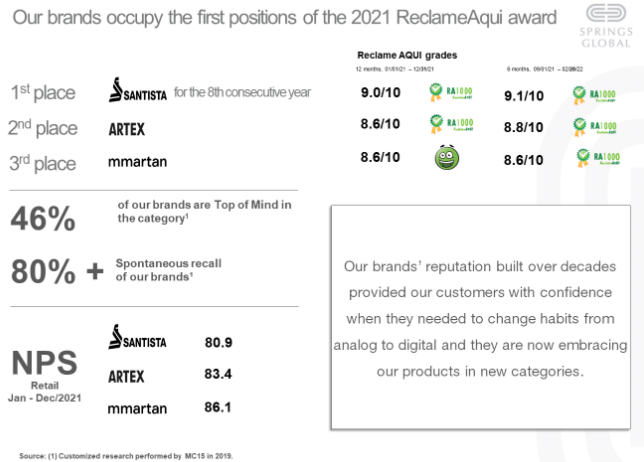 Our brands occupy the first positions of the 2021 ReclameAqui award
SPRINGS
GLOBAL
Reclame AQUI grades
12 months, 01/01/21 – 12/31/21
6 months, 09/01/21 –
1st place SANTISTA for the 8th consecutive year 9.0/10 RA1000 9.1/10 RA1000
2nd place ARTEX 8.6/10 RA1000 8.8/10 RA1000
3rd place mmartan 8.6/10 8.6/10 RA1000
46% of our brands are Top of Mind in
the category1
80% + Spontaneous recall
of our brands1
NPS
Retail
Jan - Dec/2021
SANTISTA 80.9
ARTEX 83.4
mmartan 86.1
Our brands' reputation built over decades
provided our customers with confidence
when they needed to change habits from
analog to digital and they are now embracing
our products in new categories.
Source: (1) Customized research performed by MC15 in 2019.